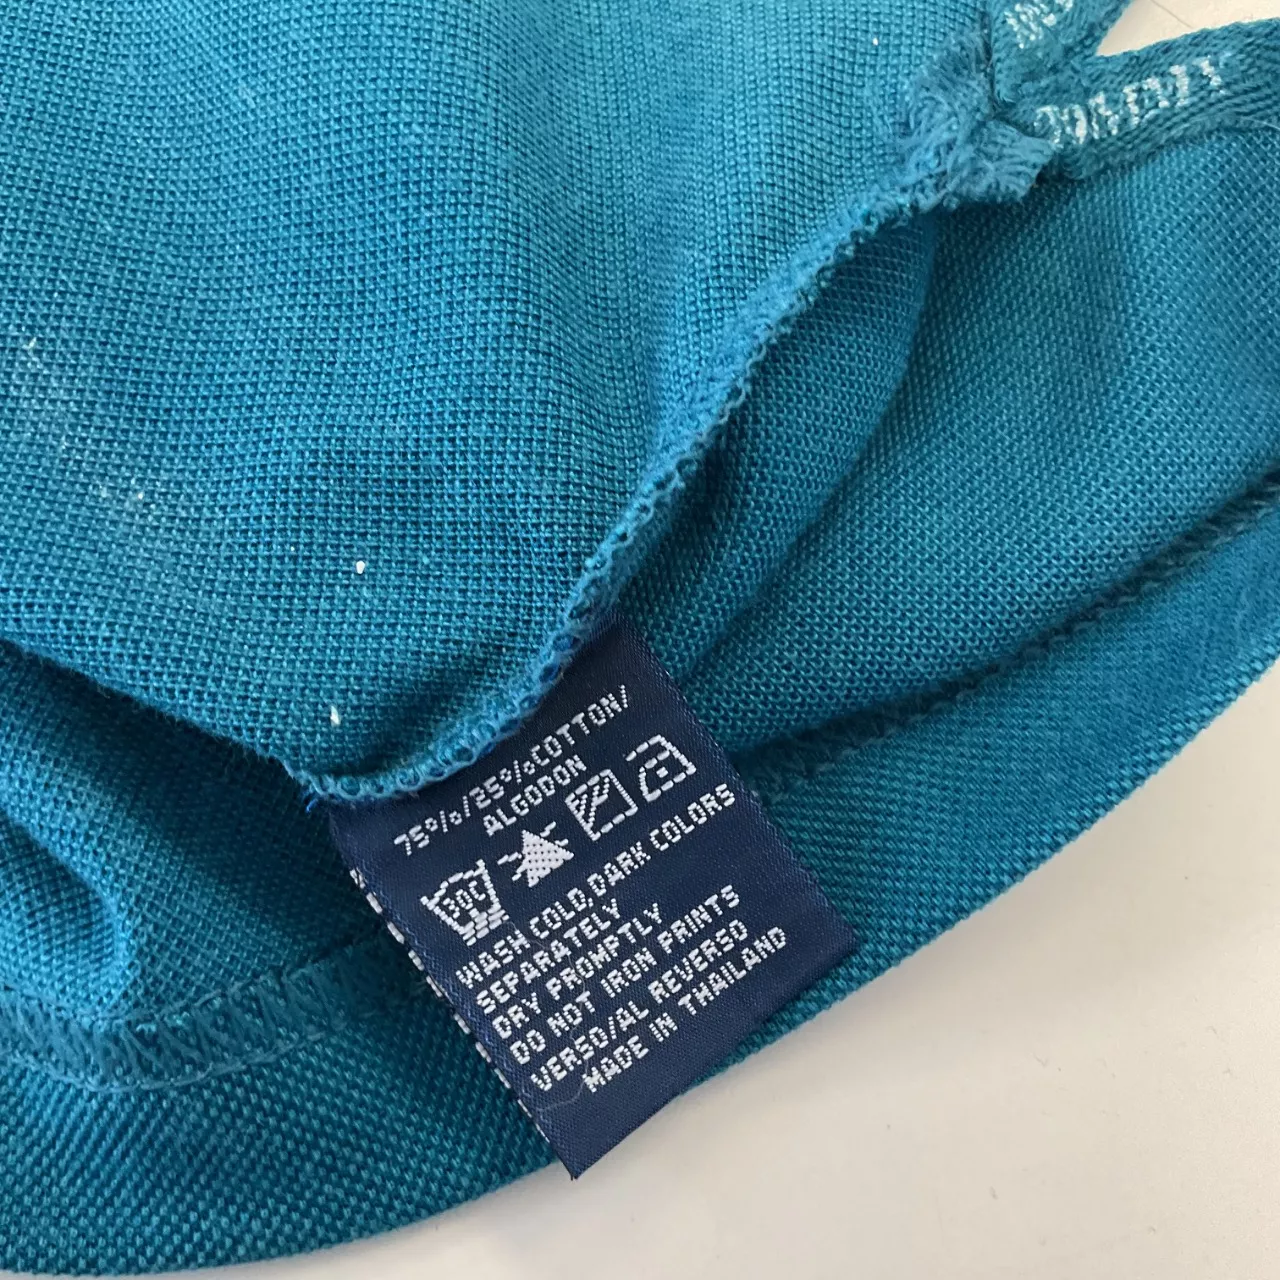 75%/25%COTTON/
ALGODON
30C
WASH COLD,DARK COLORS
SEPARATELY
DRY PROMPTLY
DO NOT IRON PRINTS
VERSO/AL REVERSO
MADE IN THAILAND